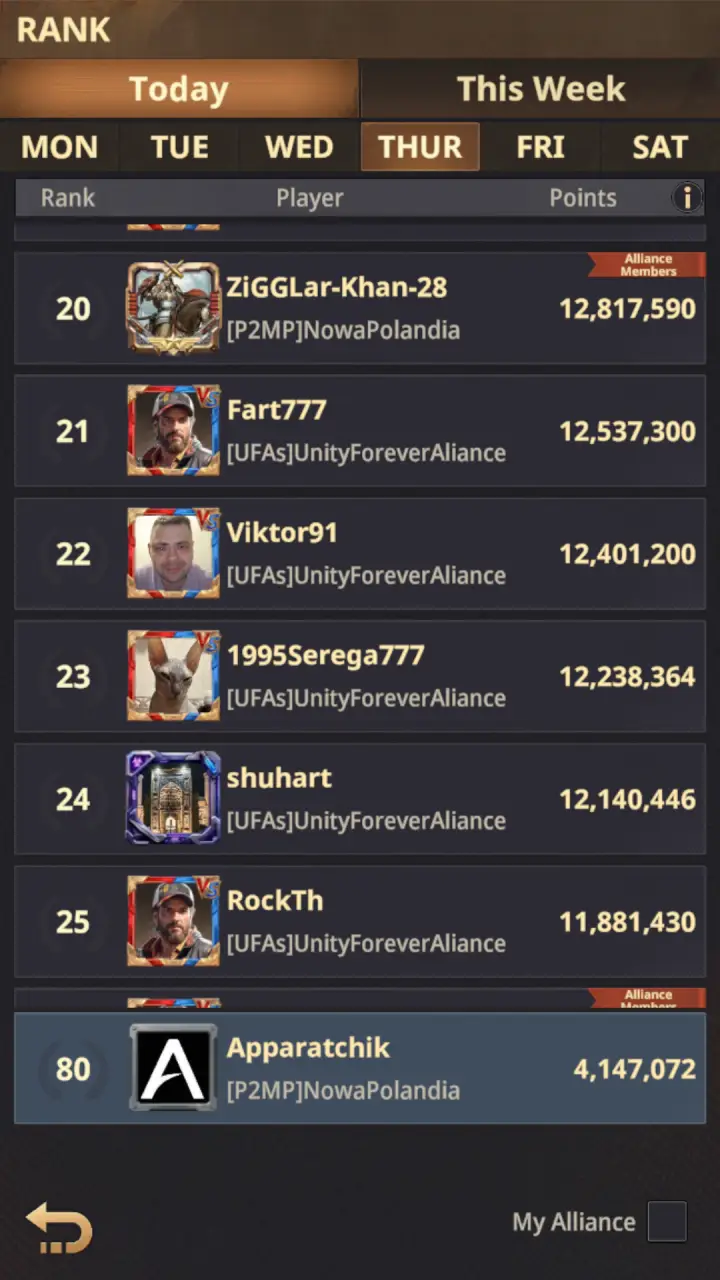 RANK
Today This Week
MON TUE WED THUR FRI SAT
Rank Player Points i
Alliance
Members
20 ZiGGLar-Khan-28 12,817,590
[P2MP]NowaPolandia
21 Fart777 12,537,300
[UFAs]UnityForeverAliance
22 Viktor91 12,401,200
[UFAs]UnityForeverAliance
23 1995Serega777 12,238,364
[UFAs]UnityForeverAliance
24 shuhart 12,140,446
[UFAs]UnityForeverAliance
25 RockTh 11,881,430
[UFAs]UnityForeverAliance
Alliance
Members
80 Apparatchik 4,147,072
[P2MP]NowaPolandia
My Alliance